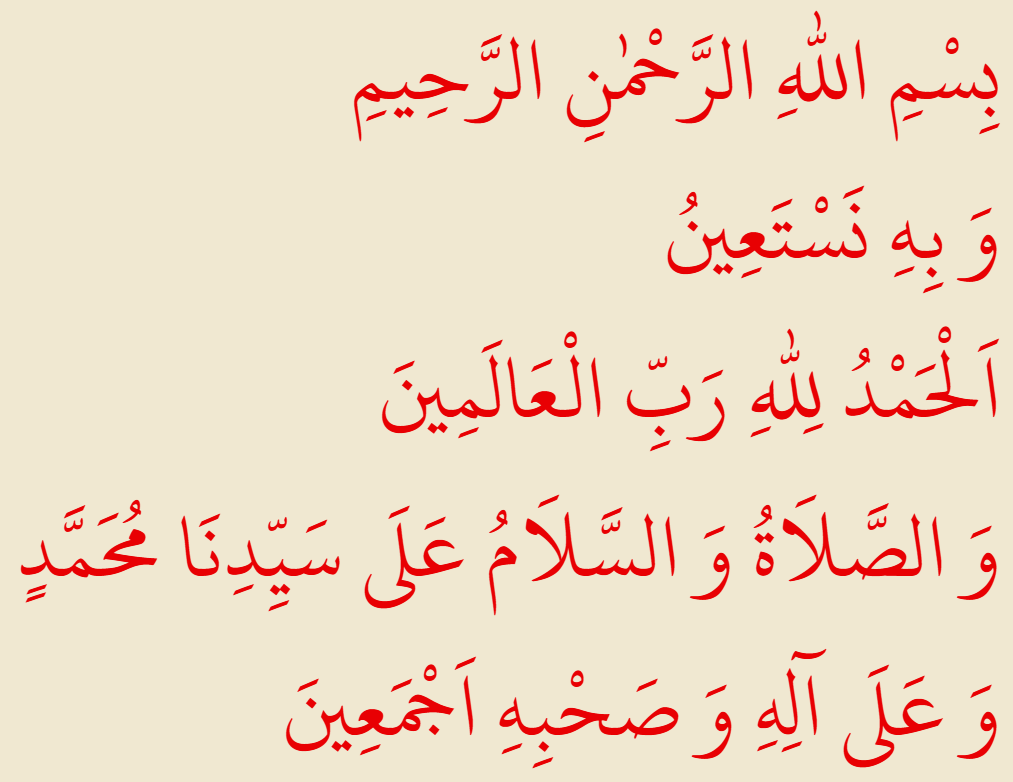 بِسْمِ اللّٰهِ الرَّحْمٰنِ الرَّحِيمِ
وَ بِهِ نَسْتَعِينُ
اَلْحَمْدُ لِلّٰهِ رَبِّ الْعَالَمِينَ
وَ الصَّلَاةُ وَ السَّلَامُ عَلَى سَيِّدِنَا مُحَمَّدٍ
وَ عَلَى آلِهِ وَ صَحْبِهِ اَجْمَعِينَ